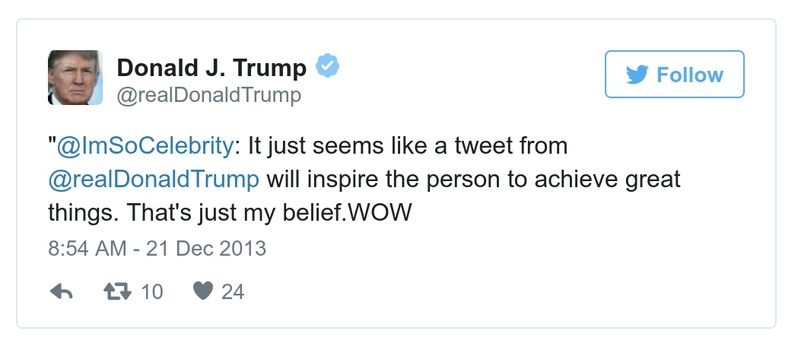 Donald J. Trump
@realDonaldTrump
Follow
"@ImSoCelebrity: It just seems like a tweet from
@realDonaldTrump will inspire the person to achieve great
things. That's just my belief.WOW
8:54 AM - 21 Dec 2013
10 24